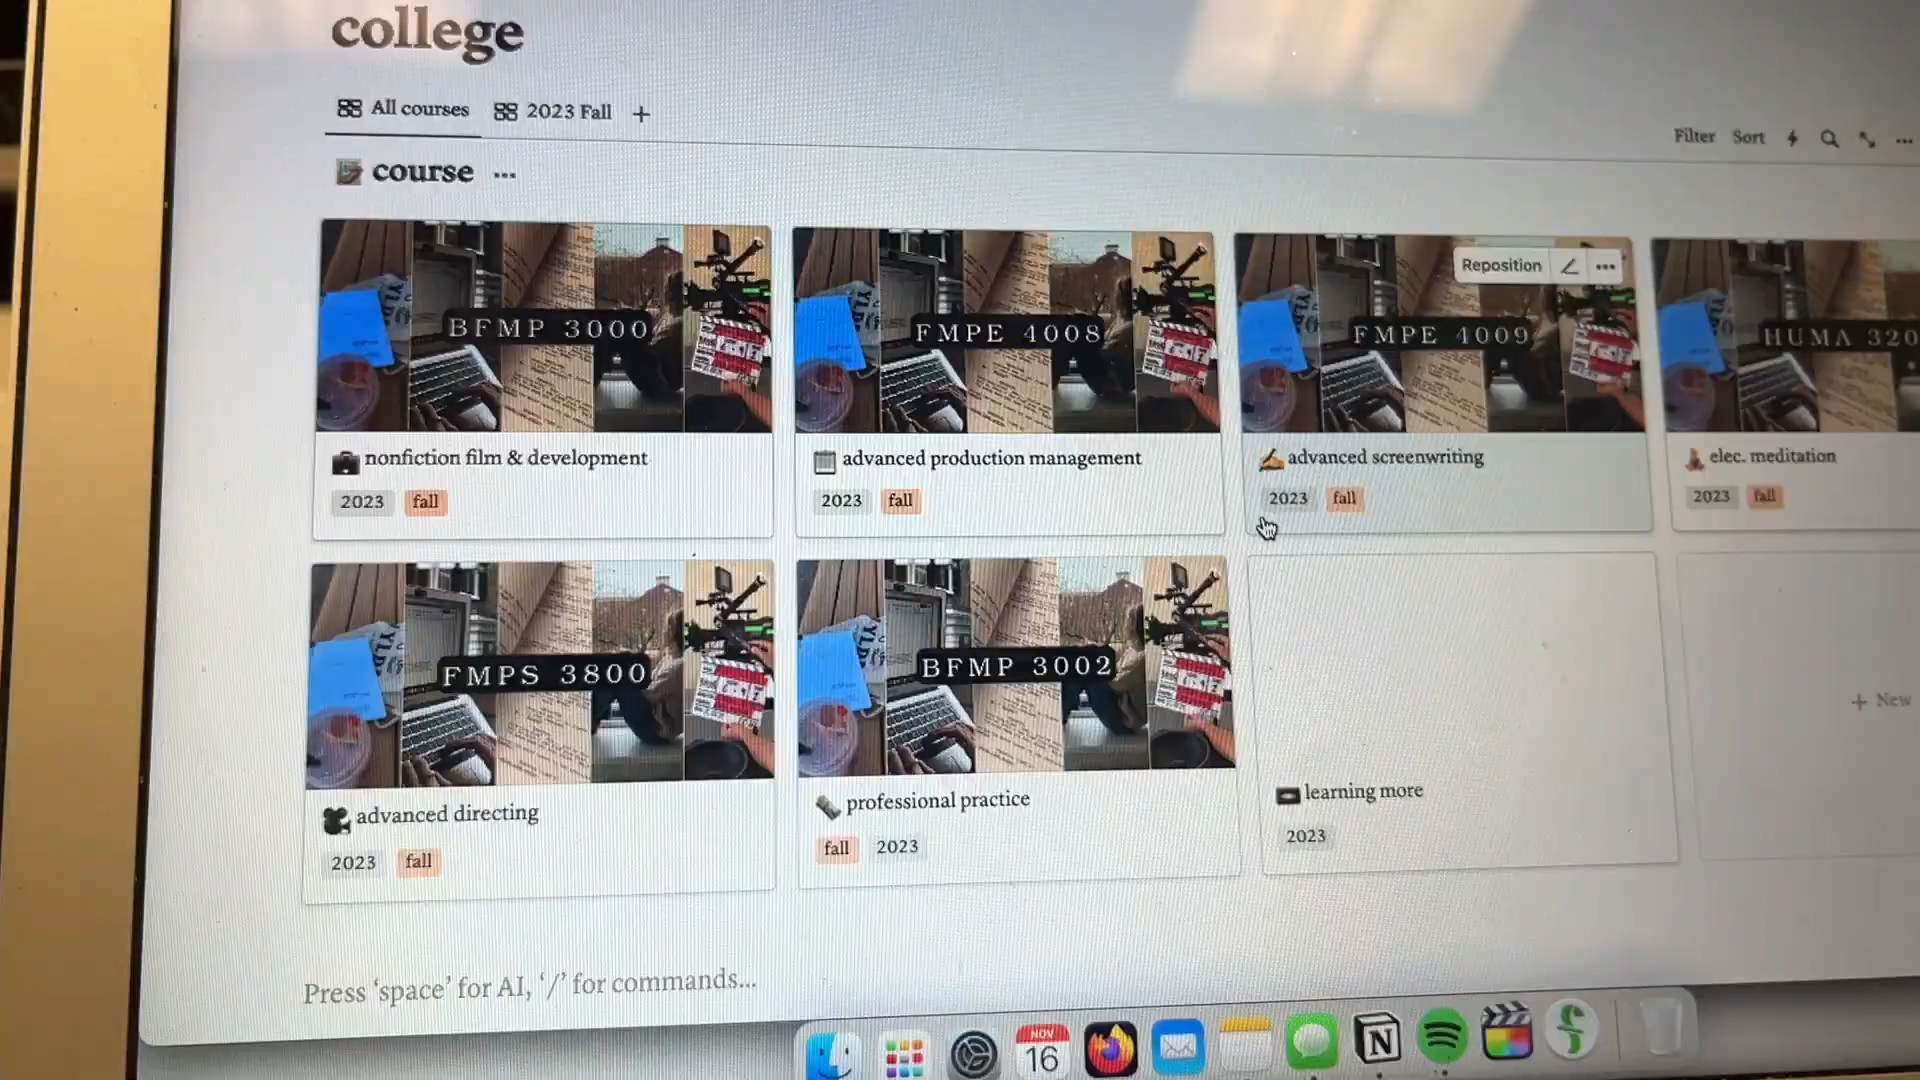 college
All courses 2023 Fall +
Filter Sort
course ...
Reposition
BFMP 3000
FMPE 4008
FMPE 4009
HUMA 320
nonfiction film & development
advanced production management
advanced screenwriting
elec. meditation
2023 fall
2023 fall
2023 fall
2023 fall
FMPS 3800
BFMP 3002
+ New
advanced directing
professional practice
learning more
2023 fall
fall 2023
2023
Press 'space' for AI, '/' for commands...
NOV
16